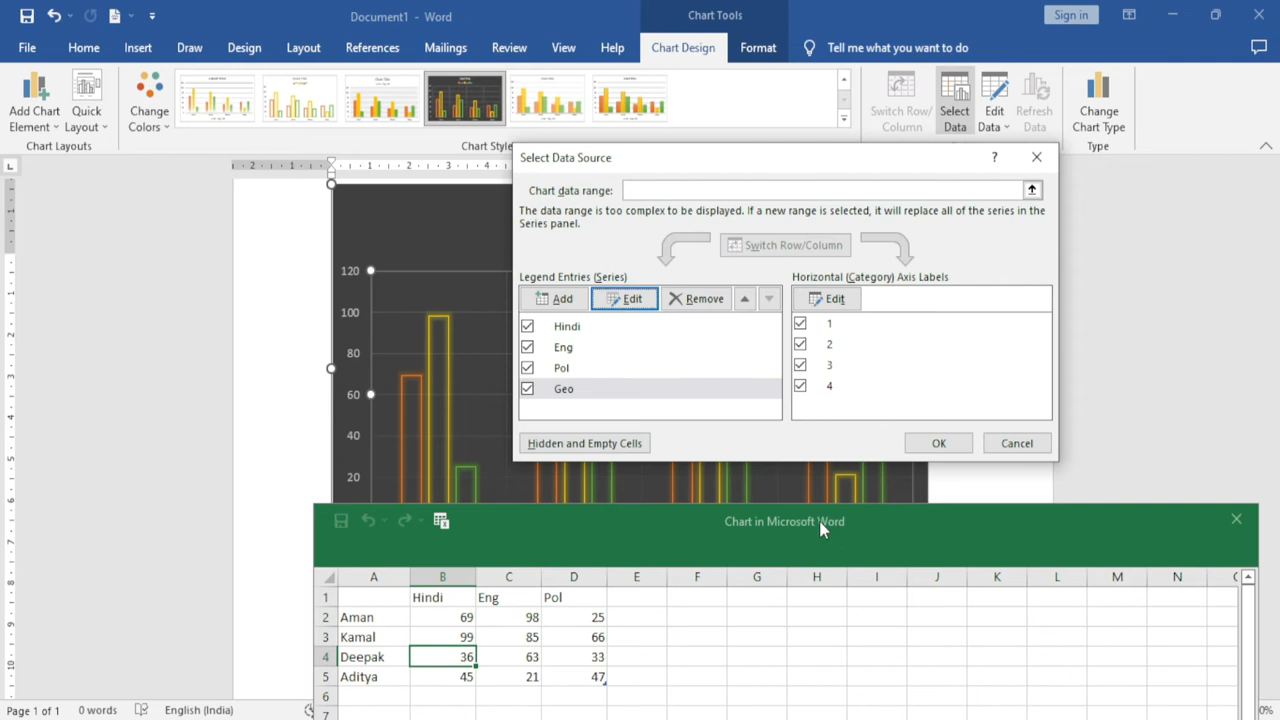 Document1 - Word
Chart Tools
Sign in
File Home Insert Draw Design Layout References Mailings Review View Help Chart Design Format Tell me what you want to do
Add Chart
Element
Quick
Layout
Change
Colors
Switch Row/
Column
Select
Data
Edit
Data
Refresh
Data
Change
Chart Type
Chart Layouts
Chart Style
Type
Select Data Source
Chart data range:
The data range is too complex to be displayed. If a new range is selected, it will replace all of the series in the
Series panel.
Switch Row/Column
Legend Entries (Series)
Horizontal (Category) Axis Labels
Add Edit Remove
Edit
Hindi
Eng
Pol
Geo
1
2
3
4
Hidden and Empty Cells
OK
Cancel
120
100
80
60
40
20
Chart in Microsoft Word
A B C D E F G H I J K L M N
1 Hindi Eng Pol
2 Aman 69 98 25
3 Kamal 99 85 66
4 Deepak 36 63 33
5 Aditya 45 21 47
6
7
Page 1 of 1 0 words English (India)
0%